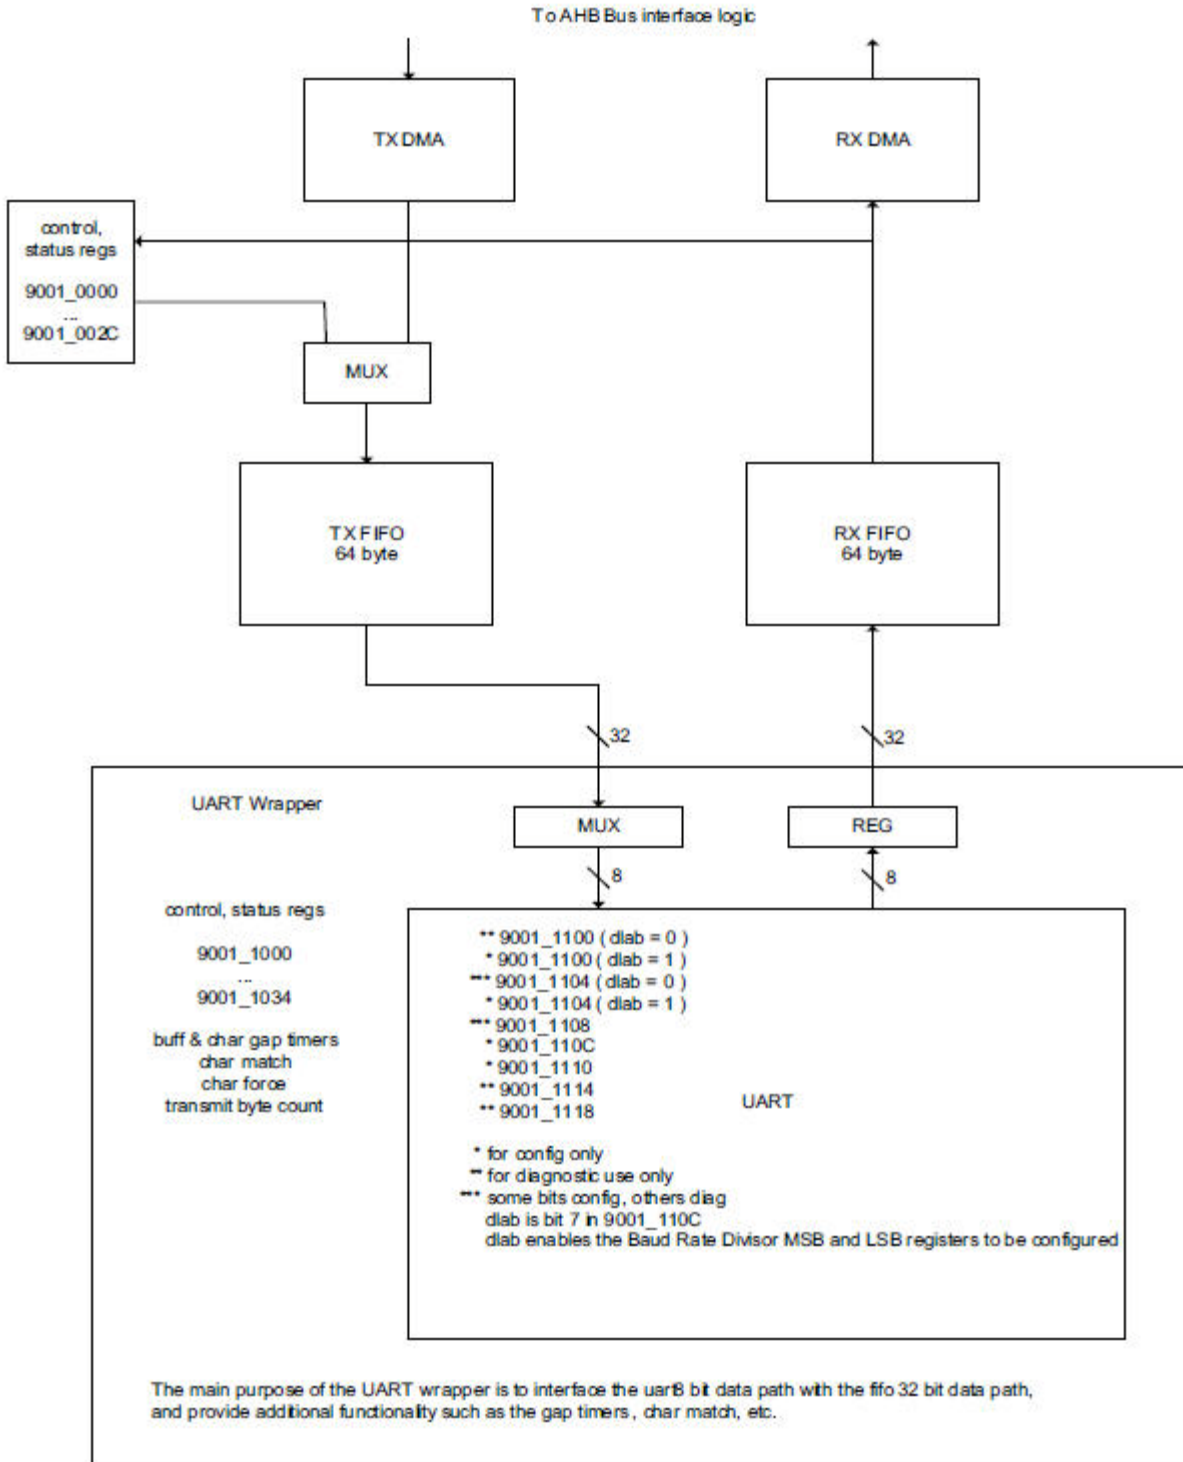 To AHB Bus interface logic
TX DMA
RX DMA
control,
status regs
9001_0000
...
9001_002C
MUX
TX FIFO
64 byte
RX FIFO
64 byte
32
32
UART Wrapper
MUX
REG
8
8
control, status regs
9001_1000
...
9001_1034
buff & char gap timers
char match
char force
transmit byte count
** 9001_1100 ( dlab = 0 )
* 9001_1100 ( dlab = 1 )
*** 9001_1104 ( dlab = 0 )
* 9001_1104 ( dlab = 1 )
*** 9001_1108
* 9001_110C
* 9001_1110
** 9001_1114
** 9001_1118
UART
* for config only
** for diagnostic use only
*** some bits config, others diag
dlab is bit 7 in 9001_110C
dlab enables the Baud Rate Divisor MSB and LSB registers to be configured
The main purpose of the UART wrapper is to interface the uart8 bit data path with the fifo 32 bit data path,
and provide additional functionality such as the gap timers, char match, etc.